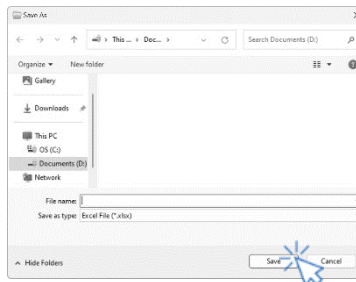 Save As
This ... › Doc... ›
Search Documents (D:)
Organize
New folder
Gallery
Downloads
This PC
OS (C:)
Documents (D:)
Network
File name:
Save as type: Excel File (*.xlsx)
Hide Folders
Save
Cancel